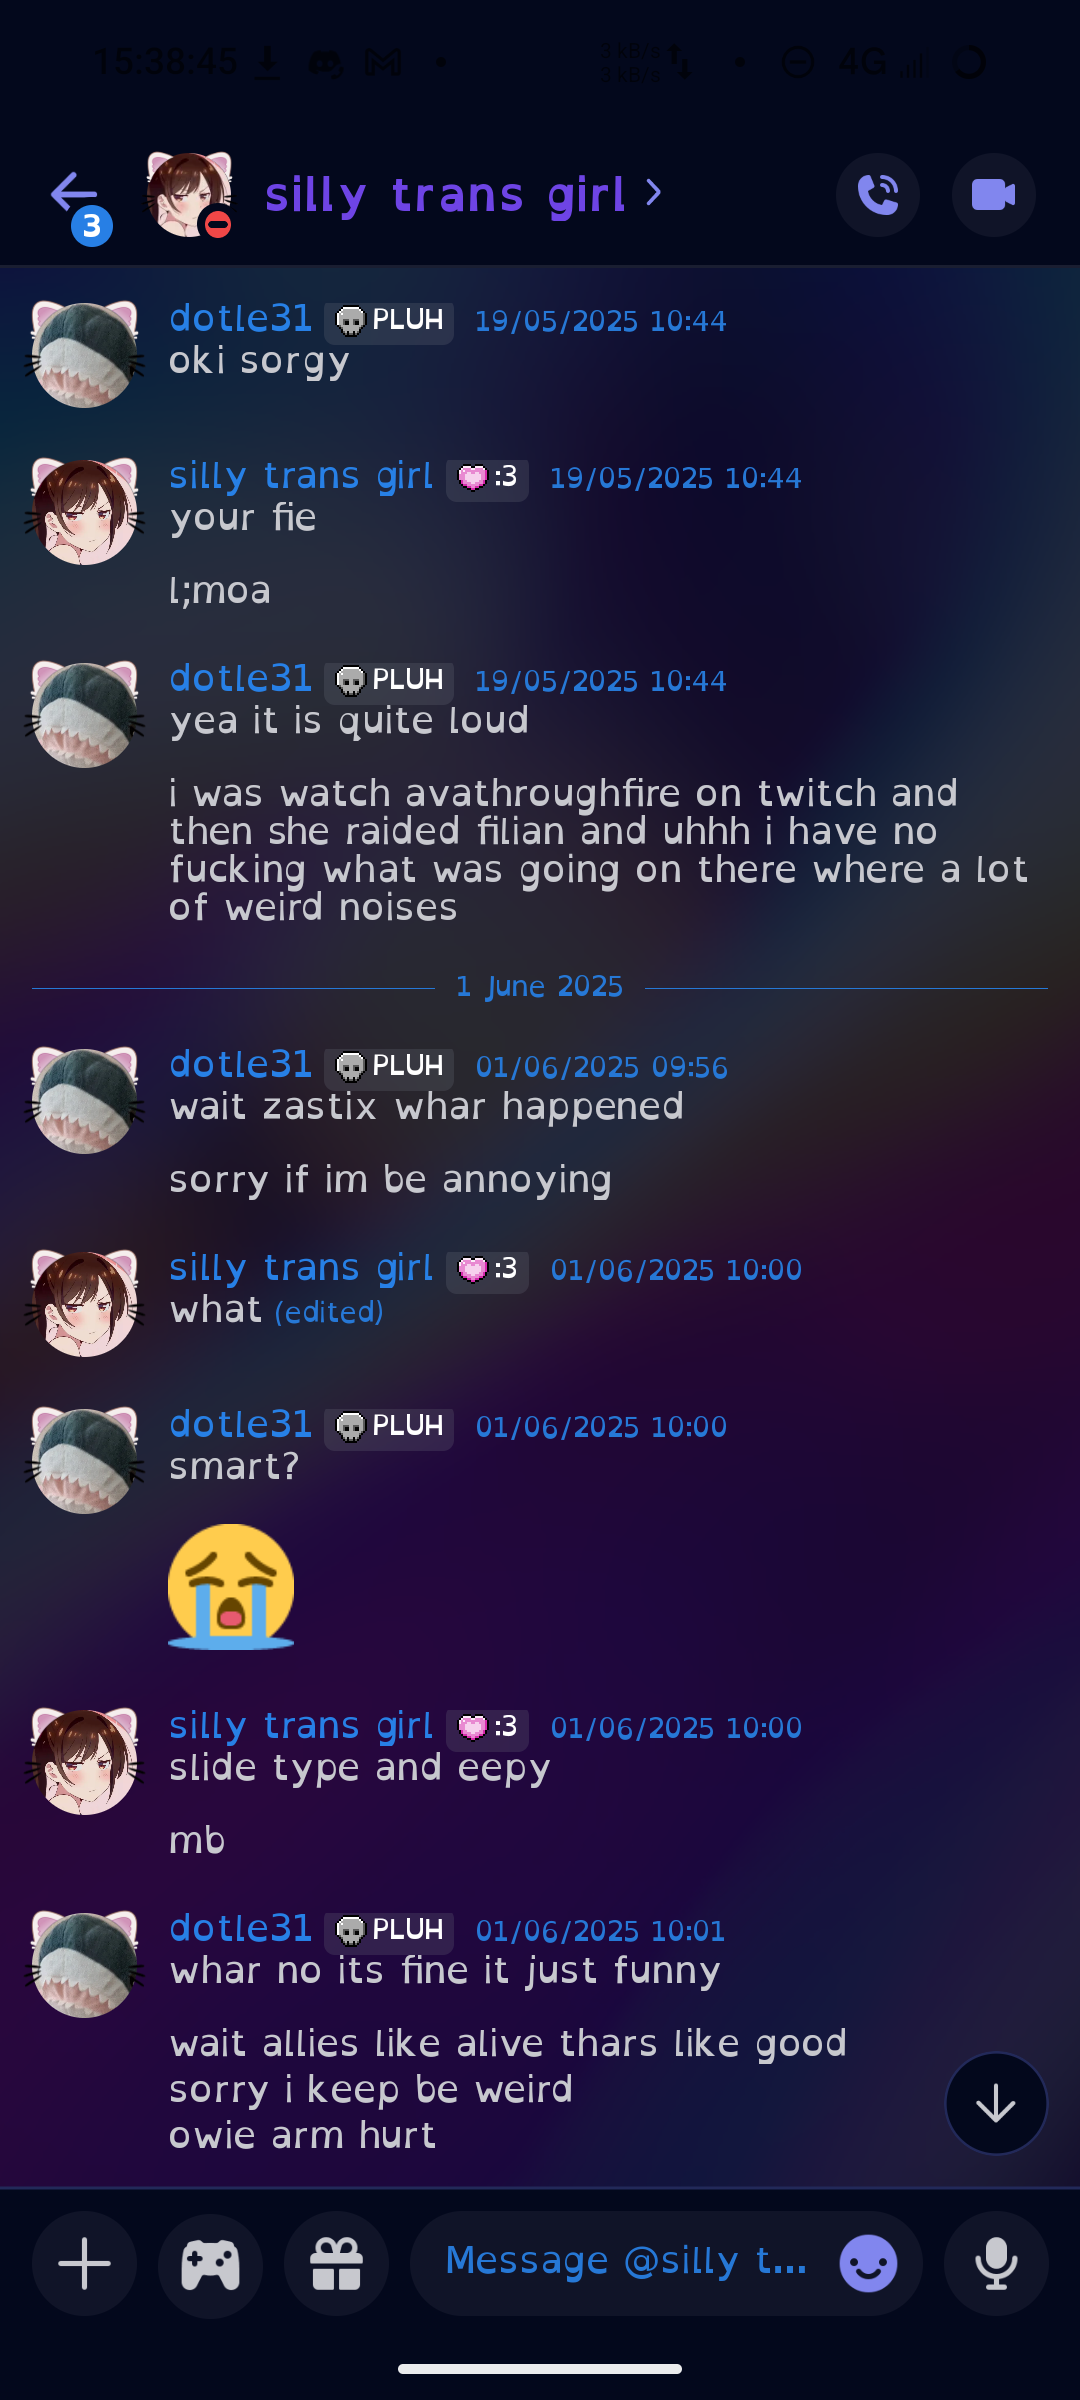 15:38:45
3 kB/s
3 kB/s
4G
3
silly trans girl
dotle31 PLUH 19/05/2025 10:44
oki sorgy
silly trans girl :3 19/05/2025 10:44
your fie
l;moa
dotle31 PLUH 19/05/2025 10:44
yea it is quite loud
i was watch avathroughfire on twitch and
then she raided filian and uhhh i have no
fucking what was going on there where a lot
of weird noises
1 June 2025
dotle31 PLUH 01/06/2025 09:56
wait zastix whar happened
sorry if im be annoying
silly trans girl :3 01/06/2025 10:00
what (edited)
dotle31 PLUH 01/06/2025 10:00
smart?
silly trans girl :3 01/06/2025 10:00
slide type and eepy
mb
dotle31 PLUH 01/06/2025 10:01
whar no its fine it just funny
wait allies like alive thars like good
sorry i keep be weird
owie arm hurt
Message @silly t...